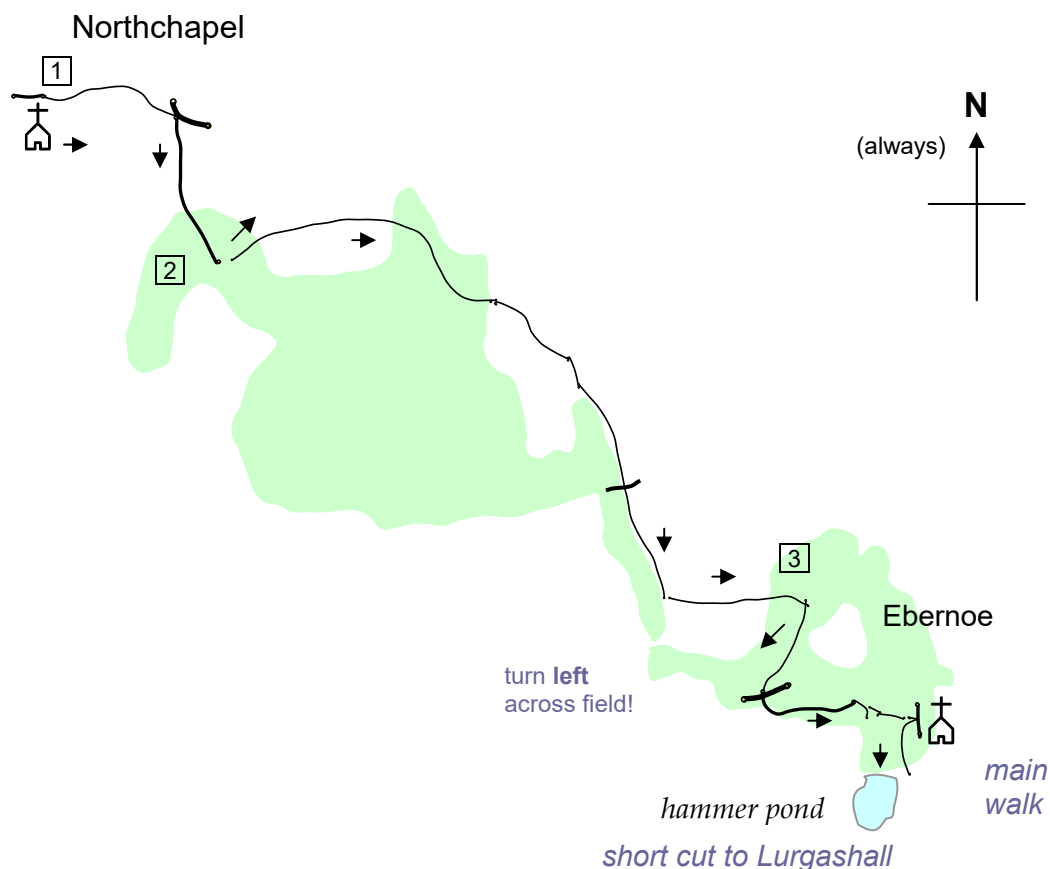 Northchapel
1
N
(always)
2
3
Ebernoe
turn left
across field!
main
walk
hammer pond
short cut to Lurgashall